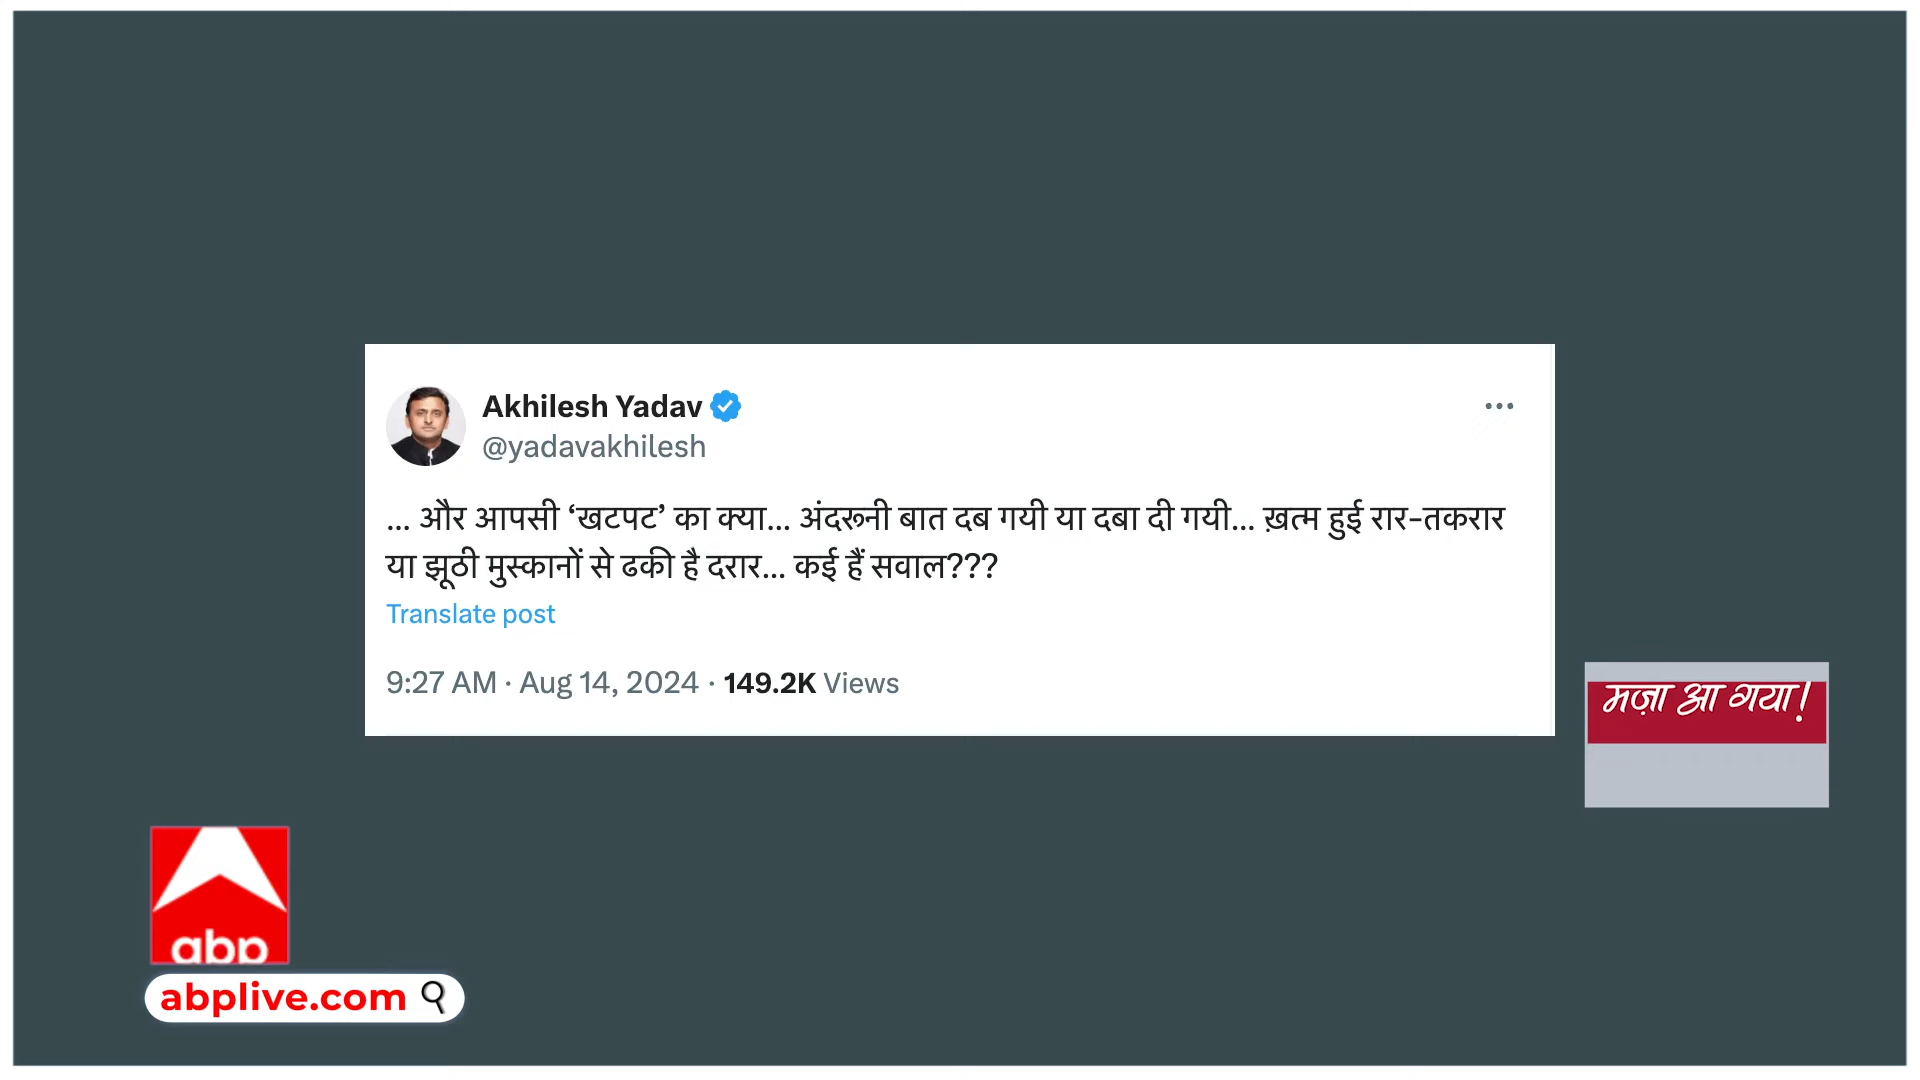 Akhilesh Yadav
@yadavakhilesh
... और आपसी ‘खटपट’ का क्या... अंदरूनी बात दब गयी या दबा दी गयी... ख़त्म हुई रार-तकरार
या झूठी मुस्कानों से ढकी है दरार... कई हैं सवाल???
Translate post
9:27 AM · Aug 14, 2024 · 149.2K Views
मज़ा आ गया!
abp
abplive.com